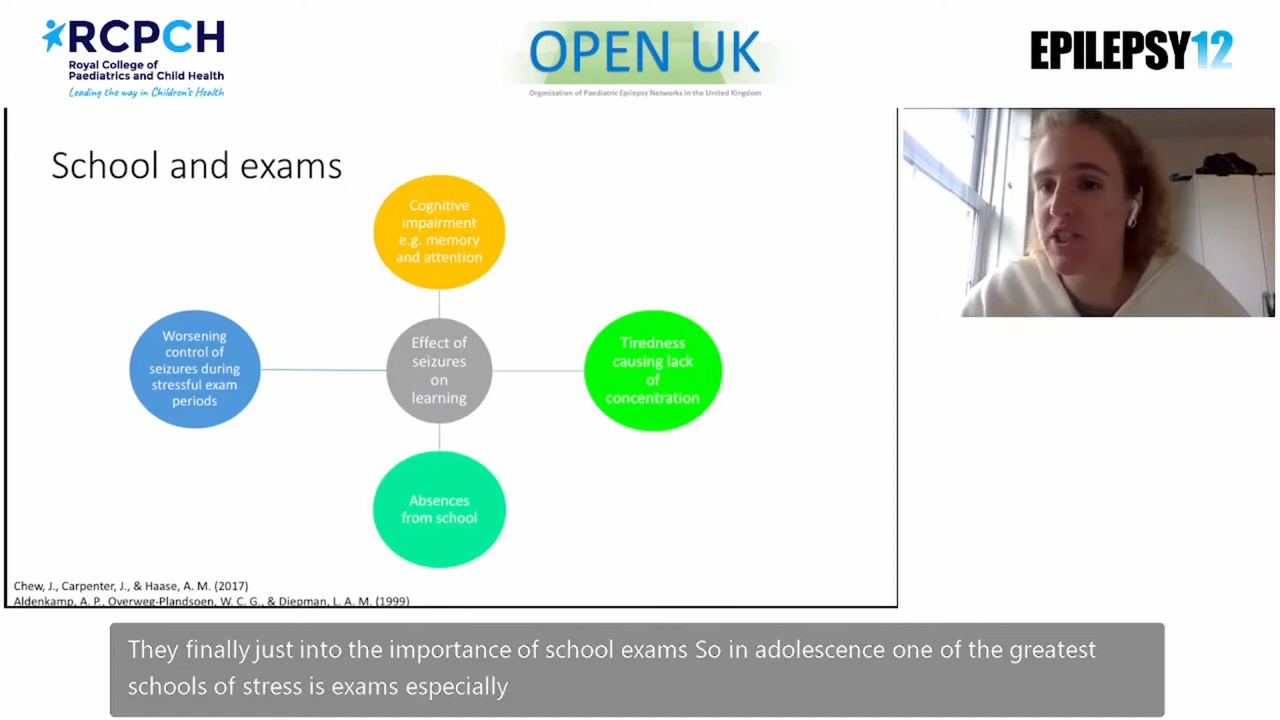 RCPCH
Royal College of
Paediatrics and Child Health
Leading the way in Children's Health
OPEN UK
Organisation of Paediatric Epilepsy Networks in the United Kingdom
EPILEPSY12
School and exams
Cognitive
impairment
e.g. memory
and attention
Worsening
control of
seizures during
stressful exam
periods
Effect of
seizures
on
learning
Tiredness
causing lack
of
concentration
Absences
from school
Chew, J., Carpenter, J., & Haase, A. M. (2017)
Aldenkamp, A. P., Overweg-Plandsoen, W. C. G., & Diepman, L. A. M. (1999)
They finally just into the importance of school exams So in adolescence one of the greatest
schools of stress is exams especially